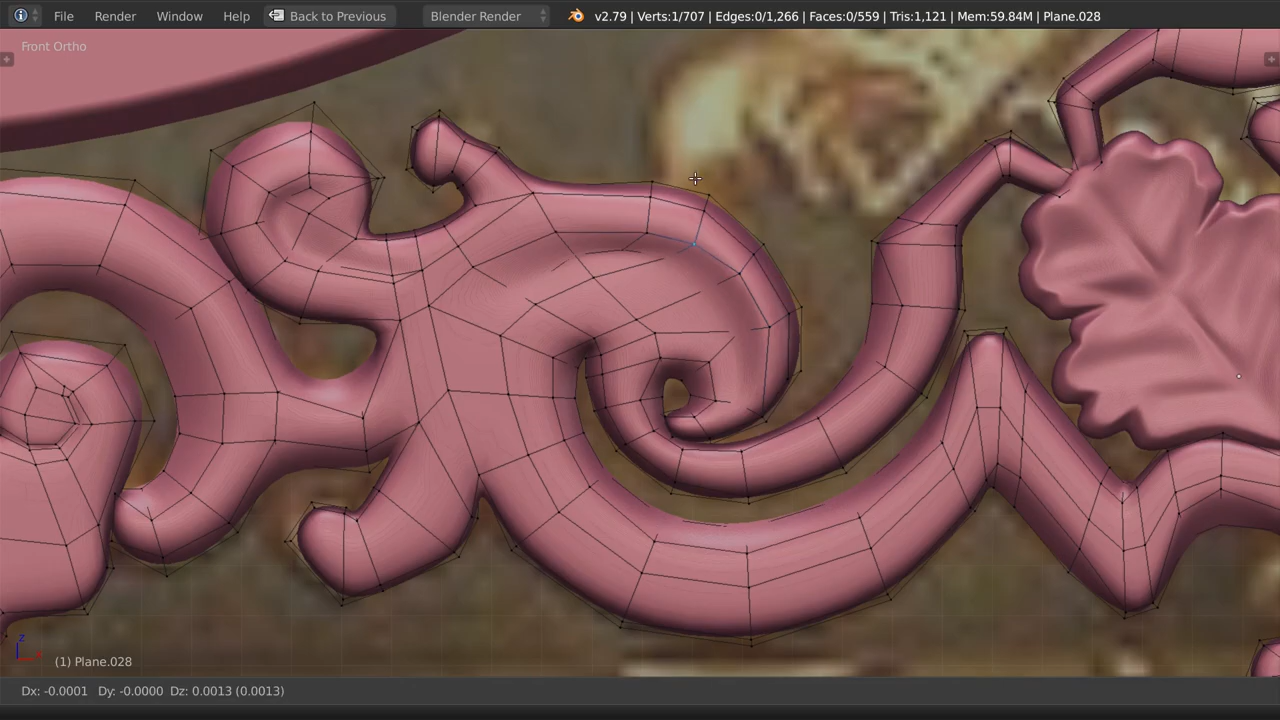 File Render Window Help Back to Previous Blender Render v2.79 | Verts:1/707 | Edges:0/1,266 | Faces:0/559 | Tris:1,121 | Mem:59.84M | Plane.028
Front Ortho
z
(1) Plane.028
Dx: -0.0001 Dy: -0.0000 Dz: 0.0013 (0.0013)